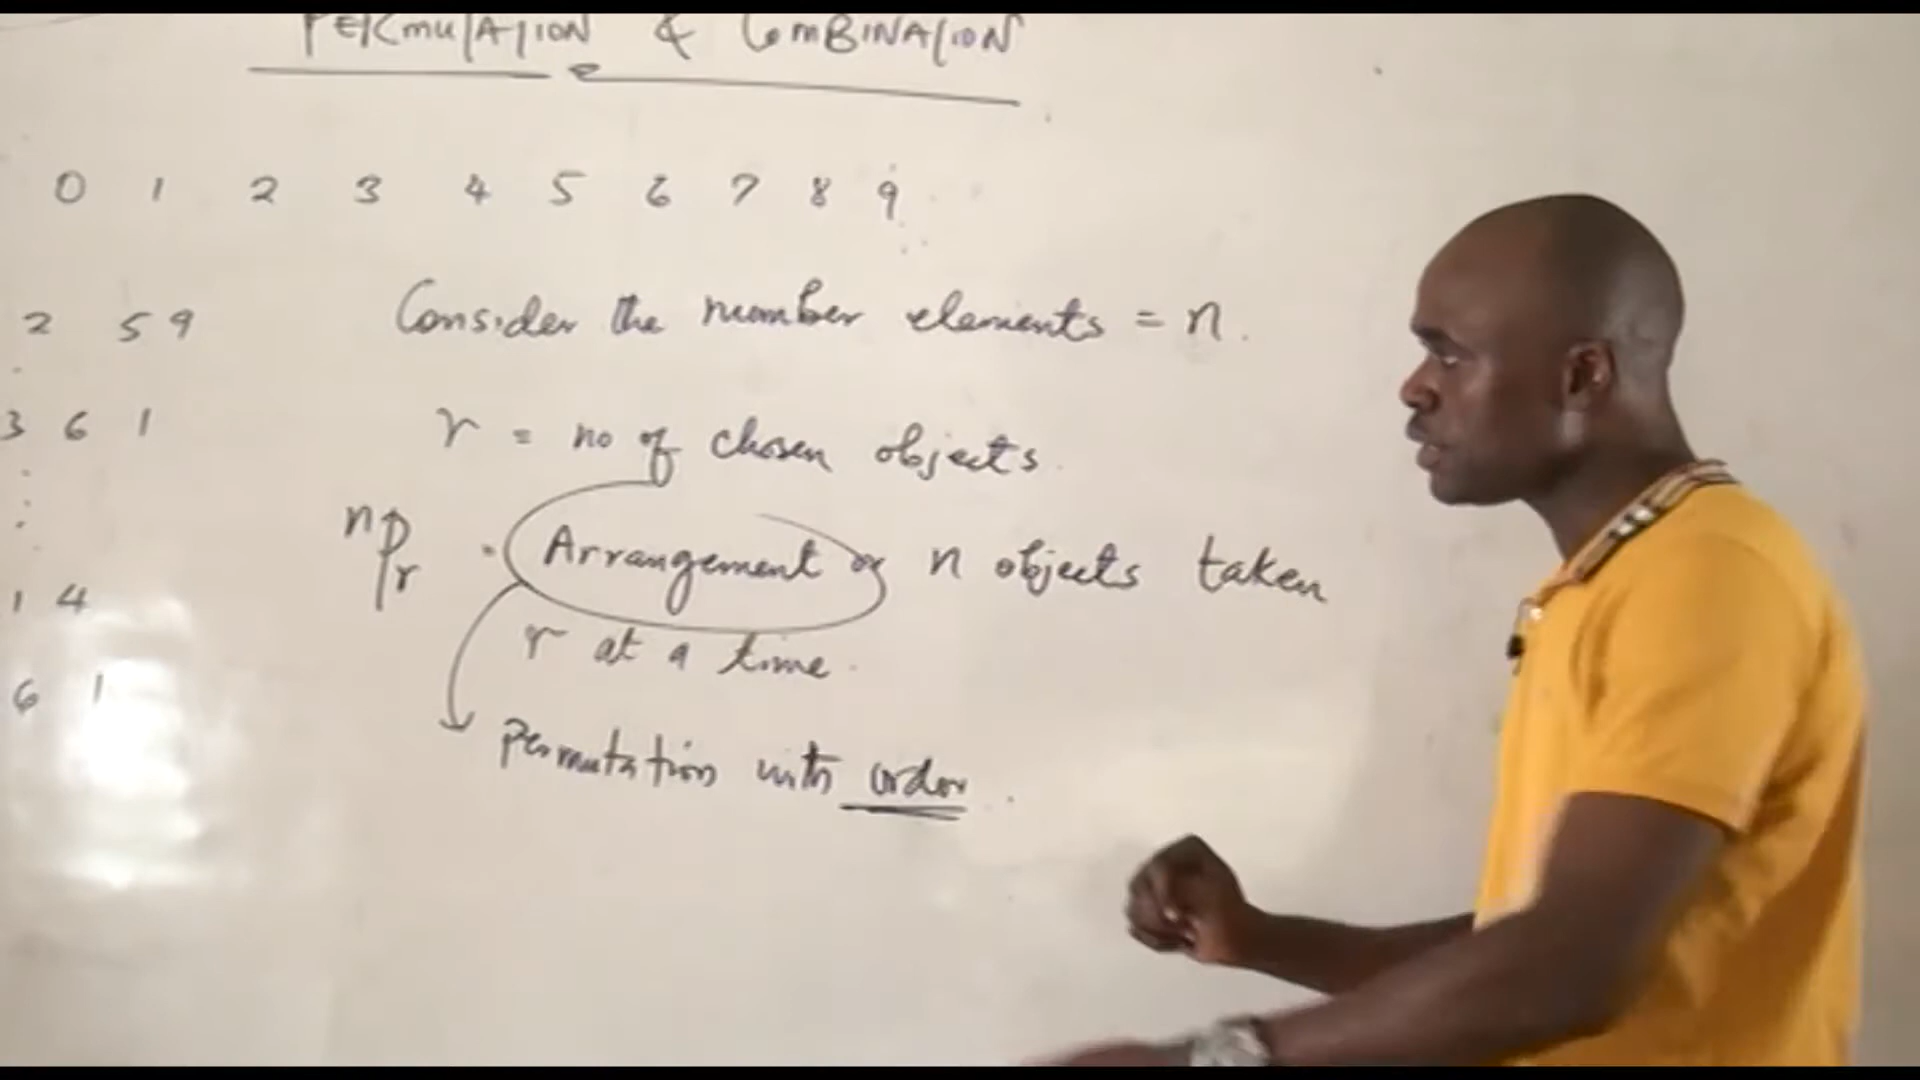 PERMUTATION & COMBINATION
0 1 2 3 4 5 6 7 8 9
2 5 9
Consider the number elements = n.
3 6 1
r = no of chosen objects.
nPr = Arrangement of n objects taken
1 4
r at a time.
6 1
Permutation with order